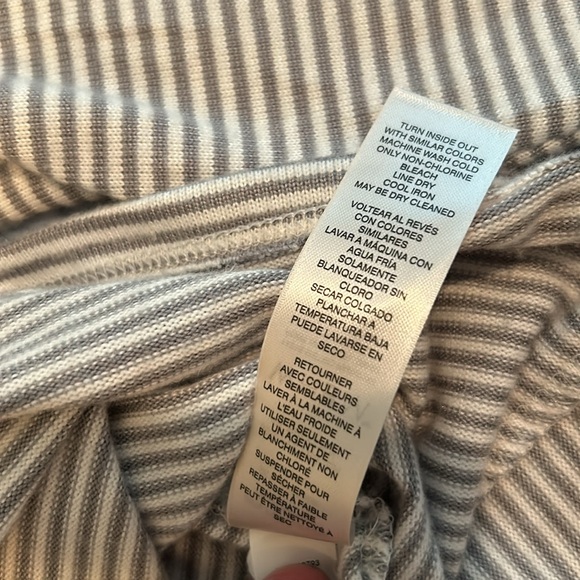 TURN INSIDE OUT
WITH SIMILAR COLORS
MACHINE WASH COLD
ONLY NON-CHLORINE
BLEACH
LINE DRY
COOL IRON
MAY BE DRY CLEANED
VOLTEAR AL REVÉS
CON COLORES
SIMILARES
LAVAR A MÁQUINA CON
AGUA FRÍA
SOLAMENTE
BLANQUEADOR SIN
CLORO
SECAR COLGADO
PLANCHAR A
TEMPERATURA BAJA
PUEDE LAVARSE EN
SECO
RETOURNER
AVEC COULEURS
SEMBLABLES
LAVER À LA MACHINE À
L'EAU FROIDE
UTILISER SEULEMENT
UN AGENT DE
BLANCHIMENT NON
CHLORÉ
SUSPENDRE POUR
SÉCHER
REPASSER À FAIBLE
TEMPÉRATURE
PEUT ÊTRE NETTOYÉ À
SEC